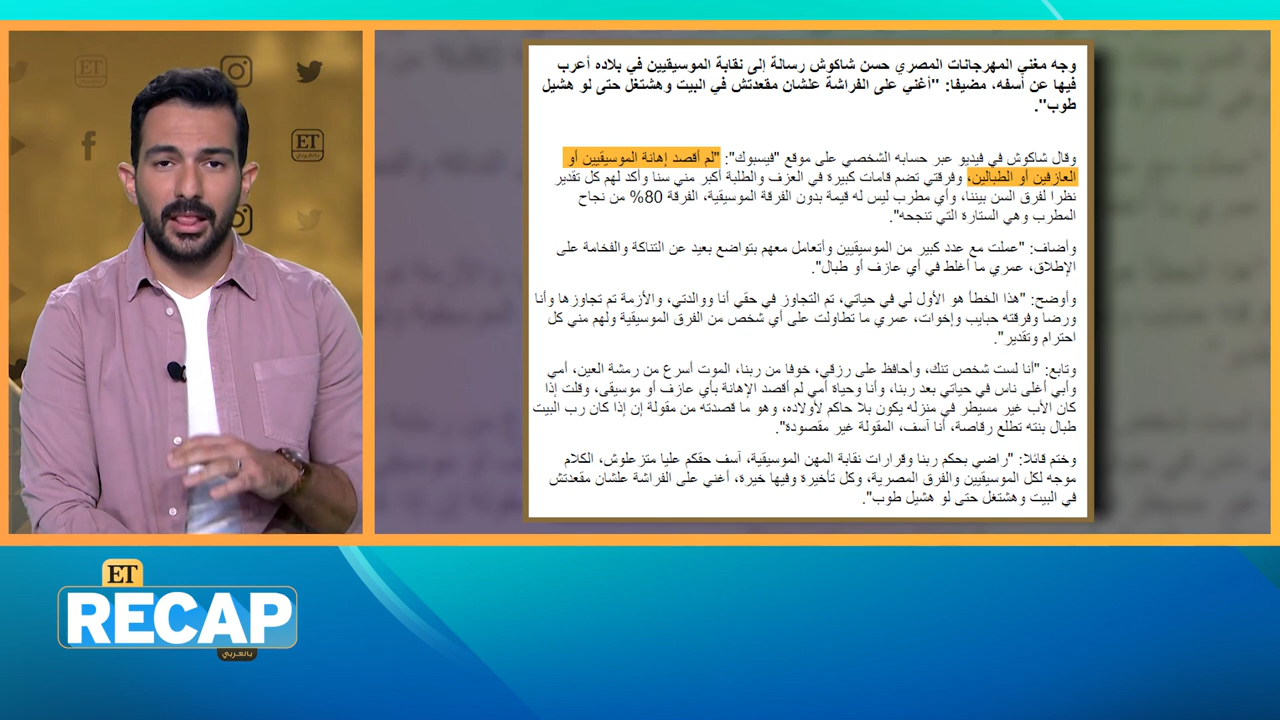 وجه مغني المهرجانات المصري حسن شاكوش رسالة إلى نقابة الموسيقيين في بلاده أعرب
فيها عن أسفه، مضيفا: "أغني على الفراشة علشان مقعدتش في البيت وهشتغل حتى لو هشيل
طوب".
وقال شاكوش في فيديو عبر حسابه الشخصي على موقع "فيسبوك": "لم أقصد إهانة الموسيقيين أو
العازفين أو الطبالين، وفرقتي تضم قامات كبيرة في العزف والطلبة أكبر مني سنا وأكد لهم كل تقدير
نظرا لفرق السن بيننا، وأي مطرب ليس له قيمة بدون الفرقة الموسيقية، الفرقة 80% من نجاح
المطرب وهي الستارة التي تنجحه".
وأضاف: "عملت مع عدد كبير من الموسيقيين وأتعامل معهم بتواضع بعيد عن التناكة والفخامة على
الإطلاق، عمري ما أغلط في أي عازف أو طبال".
وأوضح: "هذا الخطأ هو الأول لي في حياتي، تم التجاوز في حقي أنا ووالدتي، والأزمة تم تجاوزها وأنا
ورضا وفرقته حبايب وإخوات، عمري ما تطاولت على أي شخص من الفرق الموسيقية ولهم مني كل
احترام وتقدير".
وتابع: "أنا لست شخص تنك، وأحافظ على رزقي، خوفا من ربنا، الموت أسرع من رمشة العين، أمي
وأبي أغلى ناس في حياتي بعد ربنا، وأنا وحياة أمي لم أقصد الإهانة بأي عازف أو موسيقى، وقلت إذا
كان الأب غير مسيطر في منزله يكون بلا حاكم لأولاده، وهو ما قصدته من مقولة إن إذا كان رب البيت
طبال بنته تطلع رقاصة، أنا آسف، المقولة غير مقصودة".
وختم قائلا: "راضي بحكم ربنا وقرارات نقابة المهن الموسيقية، آسف حقكم عليا متزعلوش، الكلام
موجه لكل الموسيقيين والفرق المصرية، وكل تأخيرة وفيها خيرة، أغني على الفراشة علشان مقعدتش
في البيت وهشتغل حتى لو هشيل طوب".
ET
ET
بالعربي
ET
RECAP
بالعربي